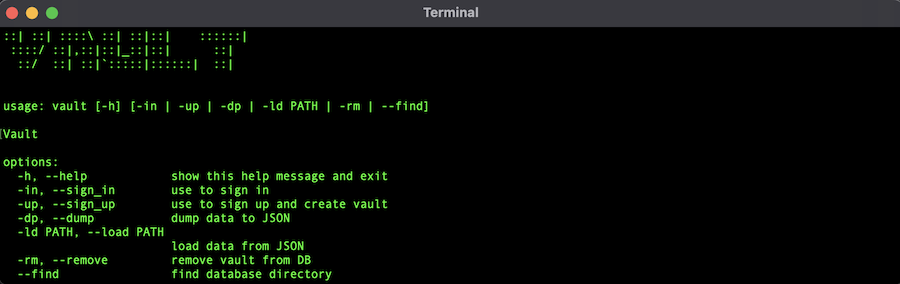 Terminal
::| ::| ::::\ ::| ::|::|    ::::::|
 ::::/ ::|,::|::|_::|::|      ::|
  ::/  ::| ::|`:::::|::::::|  ::|
usage: vault [-h] [-in | -up | -dp | -ld PATH | -rm | --find]
Vault
options:
  -h, --help            show this help message and exit
  -in, --sign_in        use to sign in
  -up, --sign_up        use to sign up and create vault
  -dp, --dump           dump data to JSON
  -ld PATH, --load PATH
                        load data from JSON
  -rm, --remove         remove vault from DB
  --find                find database directory